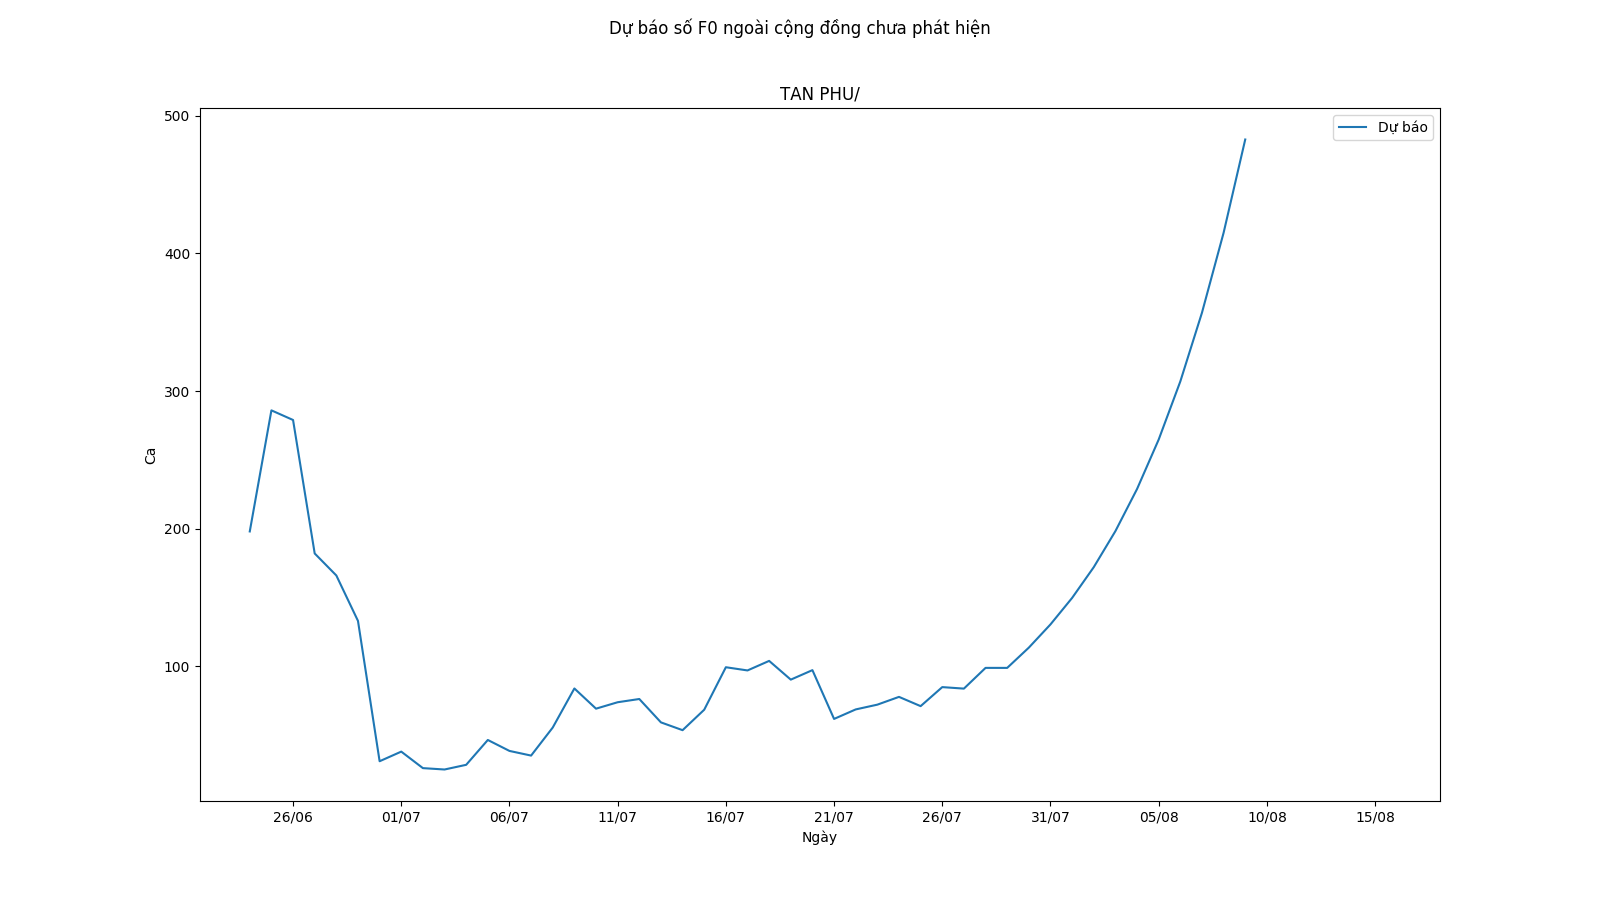 Dự báo số F0 ngoài cộng đồng chưa phát hiện
TAN PHU/
Dự báo
500
400
300
200
100
Ca
26/06 01/07 06/07 11/07 16/07 21/07 26/07 31/07 05/08 10/08 15/08
Ngày